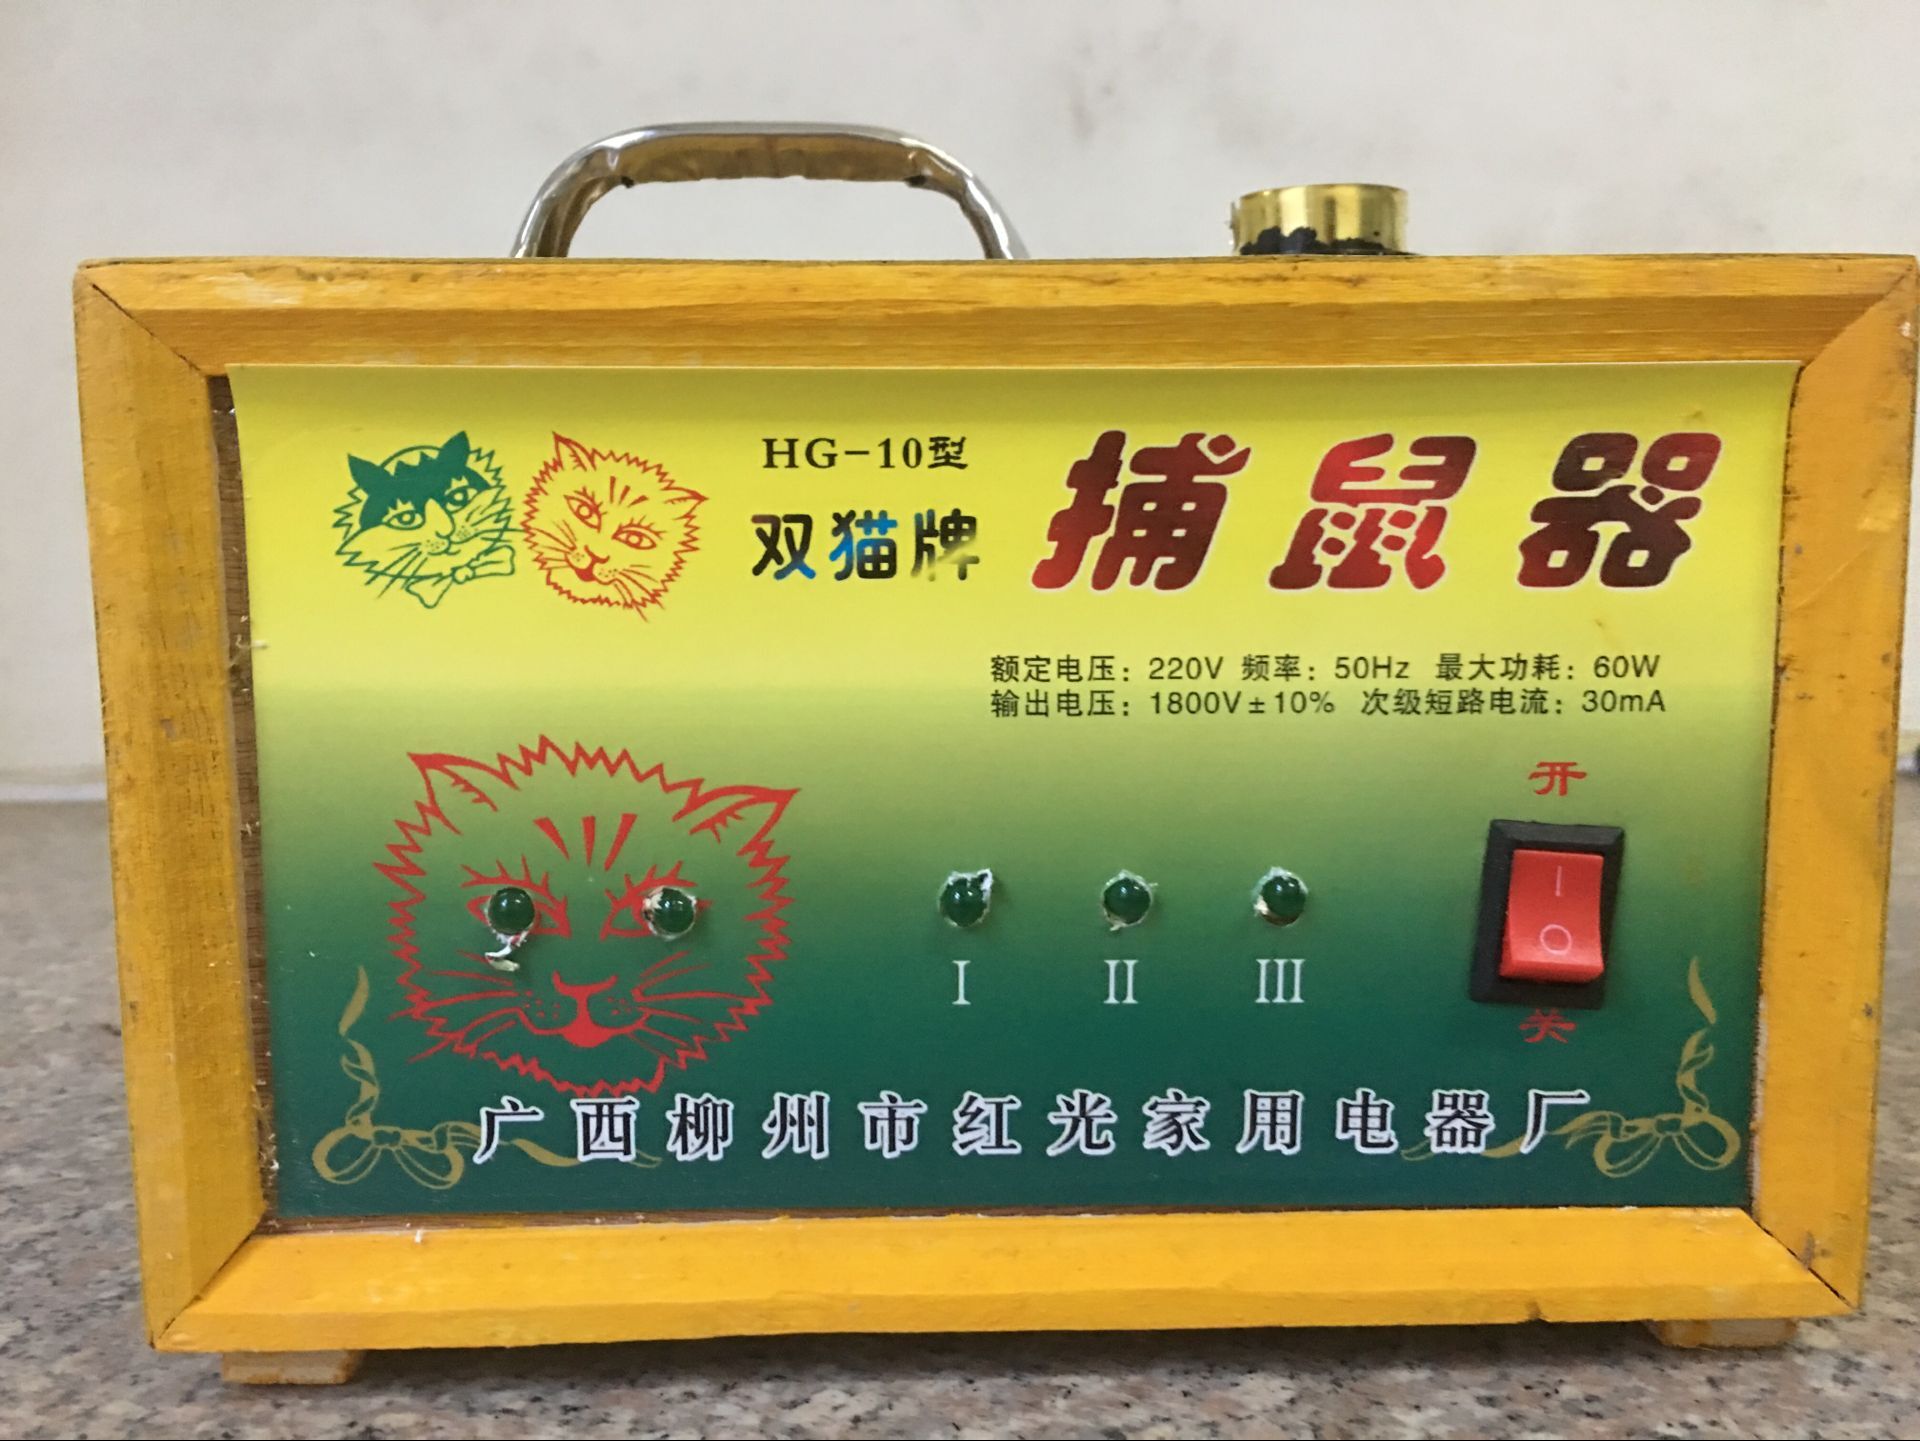 HG-10型
双猫牌
捕鼠器
额定电压：220V 频率：50Hz 最大功耗：60W
输出电压：1800V±10% 次级短路电流：30mA
开
I
O
关
I II III
广西柳州市红光家用电器厂